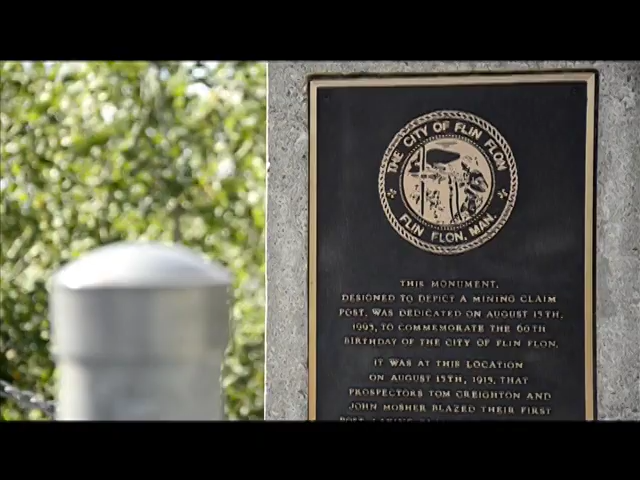 THE CITY OF FLIN FLON
FLIN FLON, MAN.
THIS MONUMENT,
DESIGNED TO DEPICT A MINING CLAIM
POST, WAS DEDICATED ON AUGUST 15TH,
1993, TO COMMEMORATE THE 60TH
BIRTHDAY OF THE CITY OF FLIN FLON.
IT WAS AT THIS LOCATION
ON AUGUST 15TH, 1915, THAT
PROSPECTORS TOM CREIGHTON AND
JOHN MOSHER BLAZED THEIR FIRST
POST